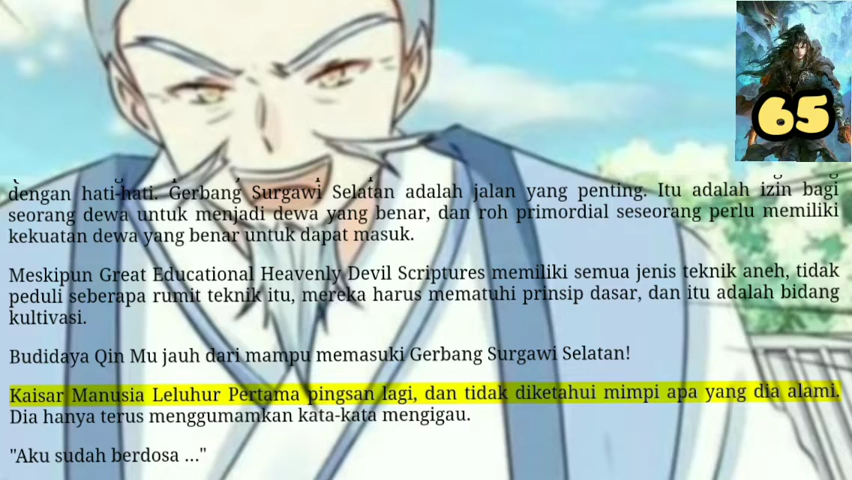 65
dengan hati-hati. Gerbang Surgawi Selatan adalah jalan yang penting. Itu adalah izin bagi
seorang dewa untuk menjadi dewa yang benar, dan roh primordial seseorang perlu memiliki
kekuatan dewa yang benar untuk dapat masuk.
Meskipun Great Educational Heavenly Devil Scriptures memiliki semua jenis teknik aneh, tidak
peduli seberapa rumit teknik itu, mereka harus mematuhi prinsip dasar, dan itu adalah bidang
kultivasi.
Budidaya Qin Mu jauh dari mampu memasuki Gerbang Surgawi Selatan!
Kaisar Manusia Leluhur Pertama pingsan lagi, dan tidak diketahui mimpi apa yang dia alami.
Dia hanya terus menggumamkan kata-kata mengigau.
"Aku sudah berdosa ..."